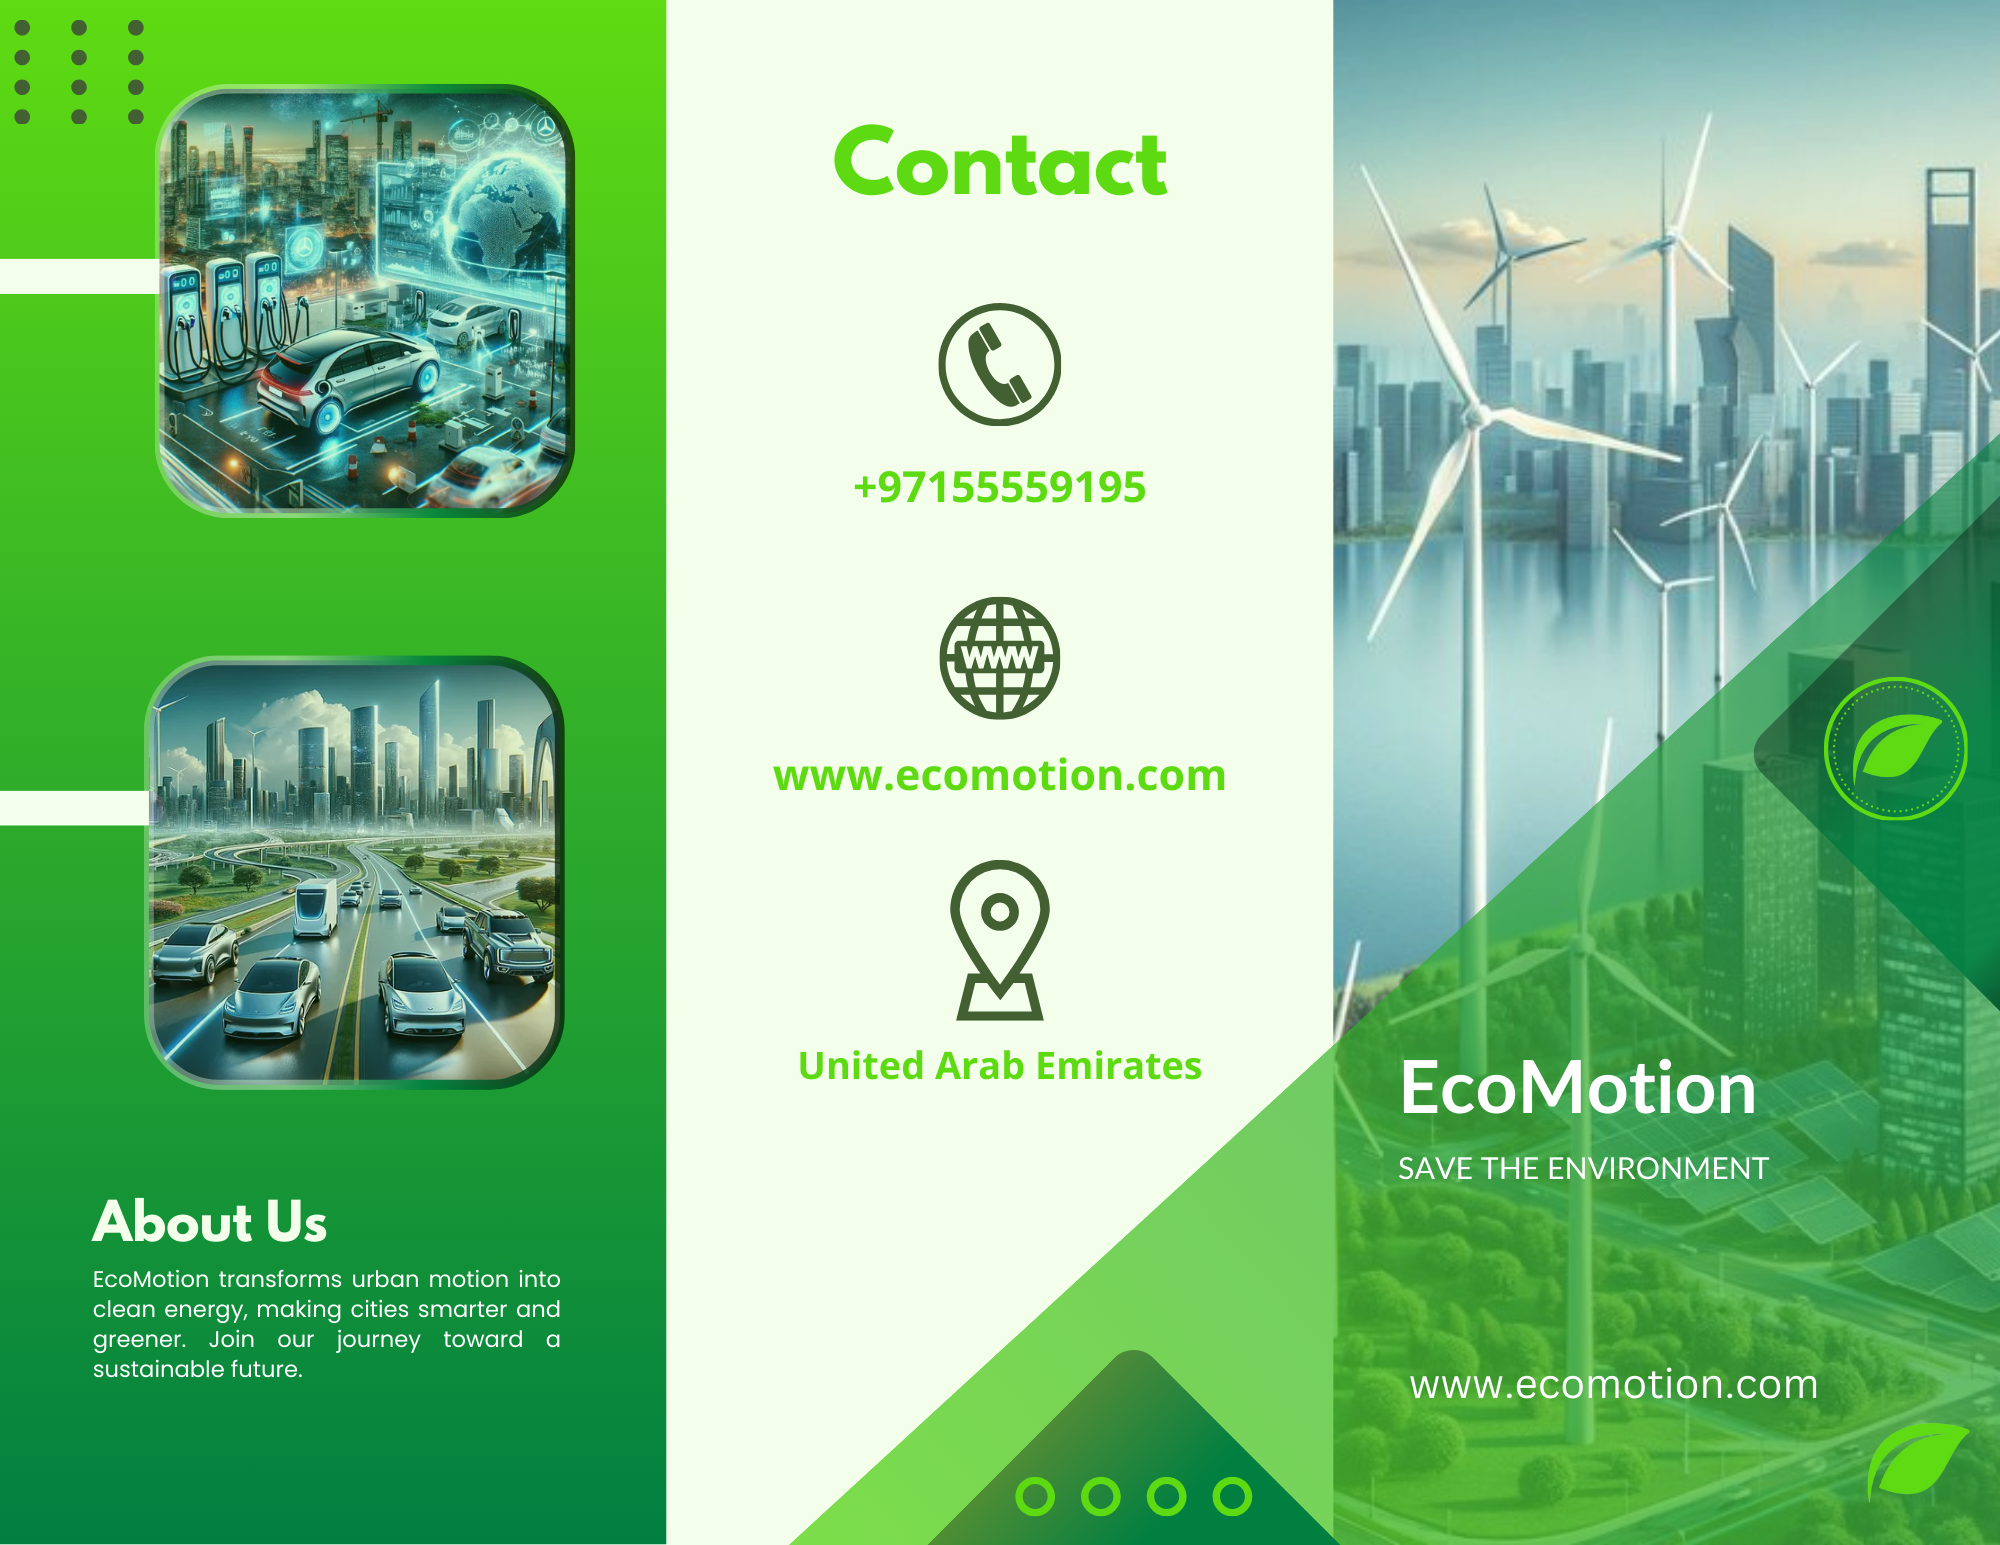 About Us
EcoMotion transforms urban motion into
clean energy, making cities smarter and
greener. Join our journey toward a
sustainable future.
Contact
+97155559195
www
www.ecomotion.com
United Arab Emirates
EcoMotion
SAVE THE ENVIRONMENT
www.ecomotion.com